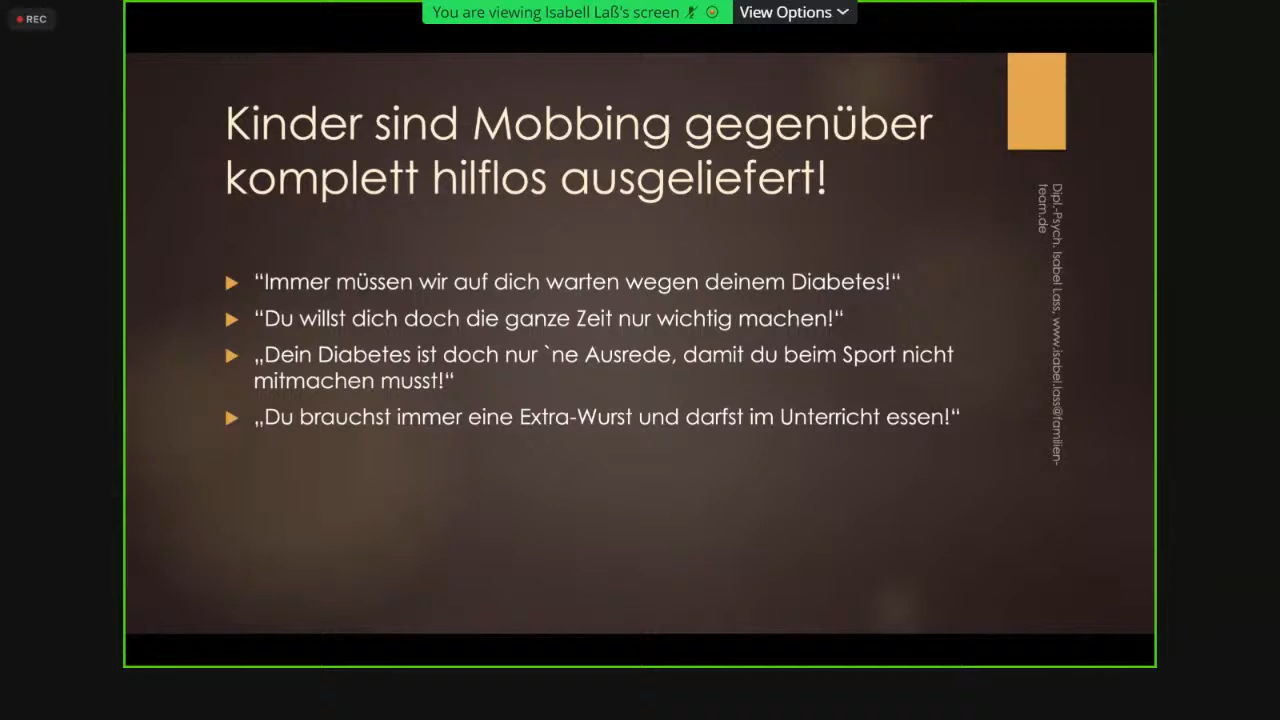 REC
You are viewing Isabell Laß's screen
View Options
Kinder sind Mobbing gegenüber
komplett hilflos ausgeliefert!
“Immer müssen wir auf dich warten wegen deinem Diabetes!“
“Du willst dich doch die ganze Zeit nur wichtig machen!“
„Dein Diabetes ist doch nur `ne Ausrede, damit du beim Sport nicht
mitmachen musst!“
„Du brauchst immer eine Extra-Wurst und darfst im Unterricht essen!“
Dipl.-Psych. Isabel Lass, www.isabel.lass@familien-
team.de